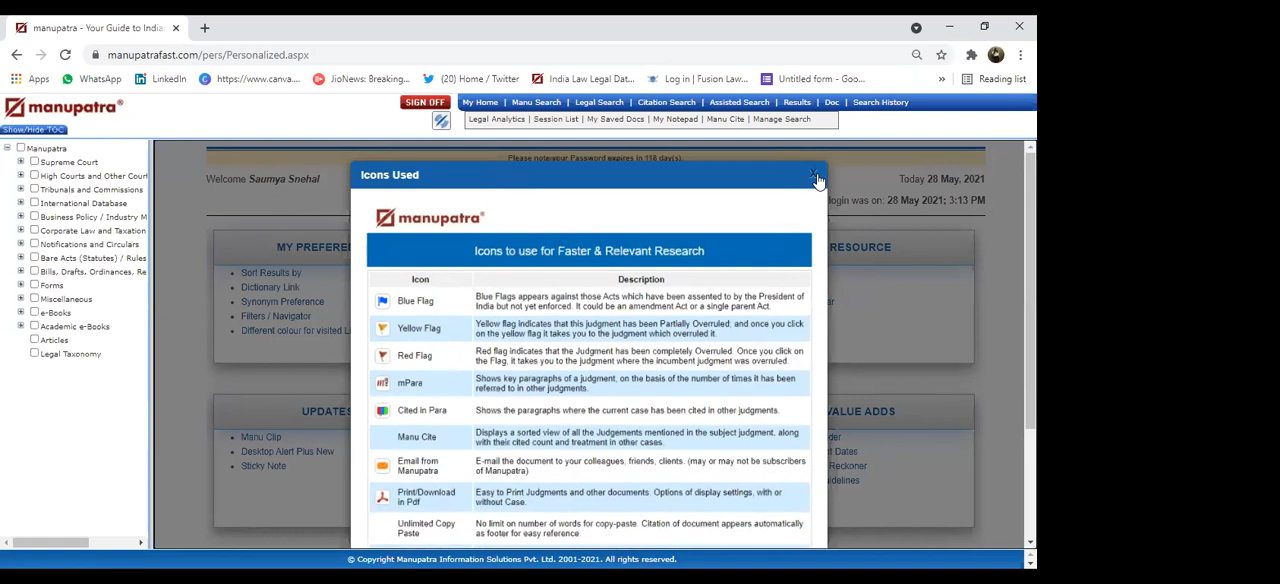 manupatra - Your Guide to India
manupatrafast.com/pers/Personalized.aspx
Apps WhatsApp LinkedIn https://www.canva.... JioNews: Breaking... (20) Home / Twitter India Law Legal Dat... Log in | Fusion Law... Untitled form - Goo... » Reading list
manupatra® SIGN OFF My Home | Manu Search | Legal Search | Citation Search | Assisted Search | Results | Doc | Search History
Legal Analytics | Session List | My Saved Docs | My Notepad | Manu Cite | Manage Search
Show/Hide TOC
Manupatra
Supreme Court
High Courts and Other Court
Tribunals and Commissions
International Database
Business Policy / Industry M
Corporate Law and Taxation
Notifications and Circulars
Bare Acts (Statutes) / Rules
Bills, Drafts, Ordinances, Re
Forms
Miscellaneous
e-Books
Academic e-Books
Articles
Legal Taxonomy
Please note your Password expires in 118 day(s).
Welcome Saumya Snehal
Today 28 May, 2021
login was on: 28 May 2021; 3:13 PM
MY PREFERE
Sort Results by
Dictionary Link
Synonym Preference
Filters / Navigator
Different colour for visited L
RESOURCE
UPDATES
Manu Clip
Desktop Alert Plus New
Sticky Note
VALUE ADDS
Icons Used
manupatra®
Icons to use for Faster & Relevant Research
Icon Description
Blue Flag Blue Flags appears against those Acts which have been assented to by the President of
India but not yet enforced. It could be an amendment Act or a single parent Act.
Yellow Flag Yellow flag indicates that this judgment has been Partially Overruled; and once you click
on the yellow flag it takes you to the judgment which overruled it.
Red Flag Red flag indicates that the Judgment has been completely Overruled. Once you click on
the Flag, it takes you to the judgment where the incumbent judgment was overruled.
mPara Shows key paragraphs of a judgment, on the basis of the number of times it has been
referred to in other judgments.
Cited in Para Shows the paragraphs where the current case has been cited in other judgments.
Manu Cite Displays a sorted view of all the Judgements mentioned in the subject judgment, along
with their cited count and treatment in other cases.
Email from
Manupatra E-mail the document to your colleagues, friends, clients. (may or may not be subscribers
of Manupatra)
Print/Download
in Pdf Easy to Print Judgments and other documents. Options of display settings, with or
without Case.
Unlimited Copy
Paste No limit on number of words for copy-paste. Citation of document appears automatically
as footer for easy reference
© Copyright Manupatra Information Solutions Pvt. Ltd. 2001-2021. All rights reserved.